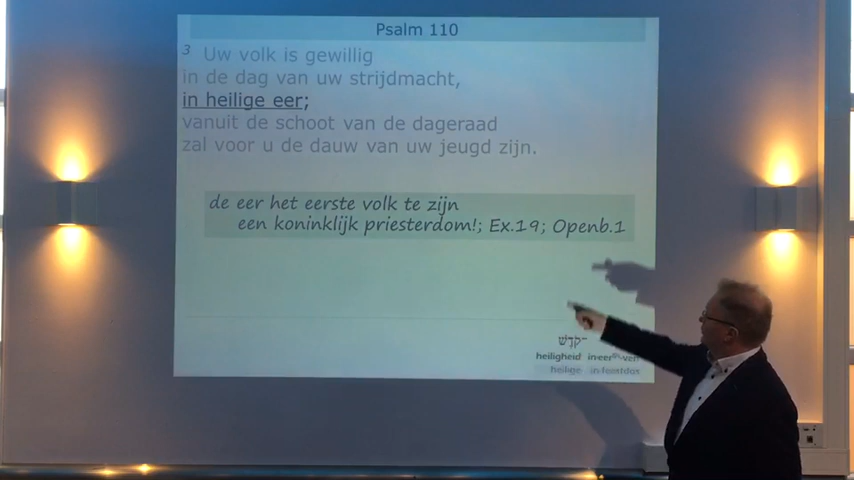 Psalm 110
3 Uw volk is gewillig
in de dag van uw strijdmacht,
in heilige eer;
vanuit de schoot van de dageraad
zal voor u de dauw van uw jeugd zijn.
de eer het eerste volk te zijn
een koninklijk priesterdom!; Ex.19; Openb.1
heiligheid
heilige